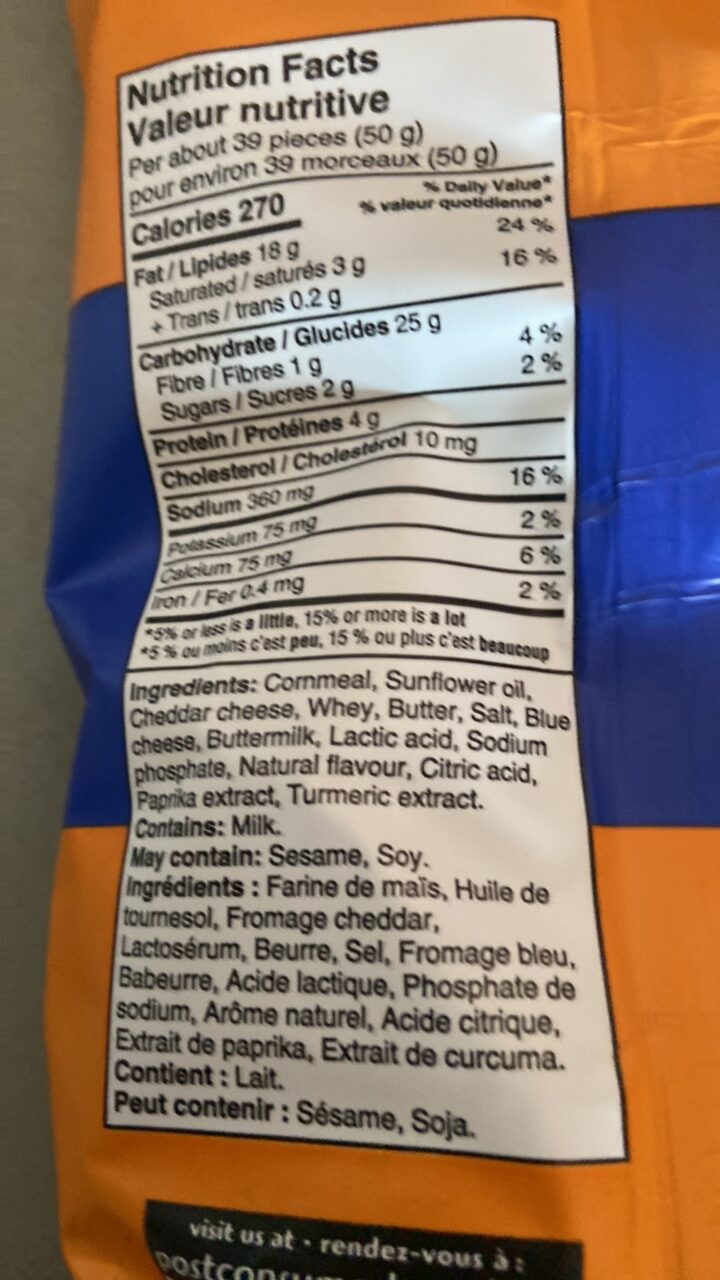 Nutrition Facts
Valeur nutritive
Per about 39 pieces (50 g)
pour environ 39 morceaux (50 g)
Calories 270
% Daily Value*
% valeur quotidienne*
Fat / Lipides 18 g 24 %
Saturated / saturés 3 g 16 %
+ Trans / trans 0.2 g
Carbohydrate / Glucides 25 g
Fibre / Fibres 1 g 4 %
Sugars / Sucres 2 g 2 %
Protein / Protéines 4 g
Cholesterol / Cholestérol 10 mg
Sodium 360 mg 16 %
Potassium 75 mg 2 %
Calcium 75 mg 6 %
Iron / Fer 0.4 mg 2 %
*5% or less is a little, 15% or more is a lot
*5 % ou moins c'est peu, 15 % ou plus c'est beaucoup
Ingredients: Cornmeal, Sunflower oil,
Cheddar cheese, Whey, Butter, Salt, Blue
cheese, Buttermilk, Lactic acid, Sodium
phosphate, Natural flavour, Citric acid,
Paprika extract, Turmeric extract.
Contains: Milk.
May contain: Sesame, Soy.
Ingrédients : Farine de maïs, Huile de
tournesol, Fromage cheddar,
Lactosérum, Beurre, Sel, Fromage bleu,
Babeurre, Acide lactique, Phosphate de
sodium, Arôme naturel, Acide citrique,
Extrait de paprika, Extrait de curcuma.
Contient : Lait.
Peut contenir : Sésame, Soja.
visit us at • rendez-vous à :